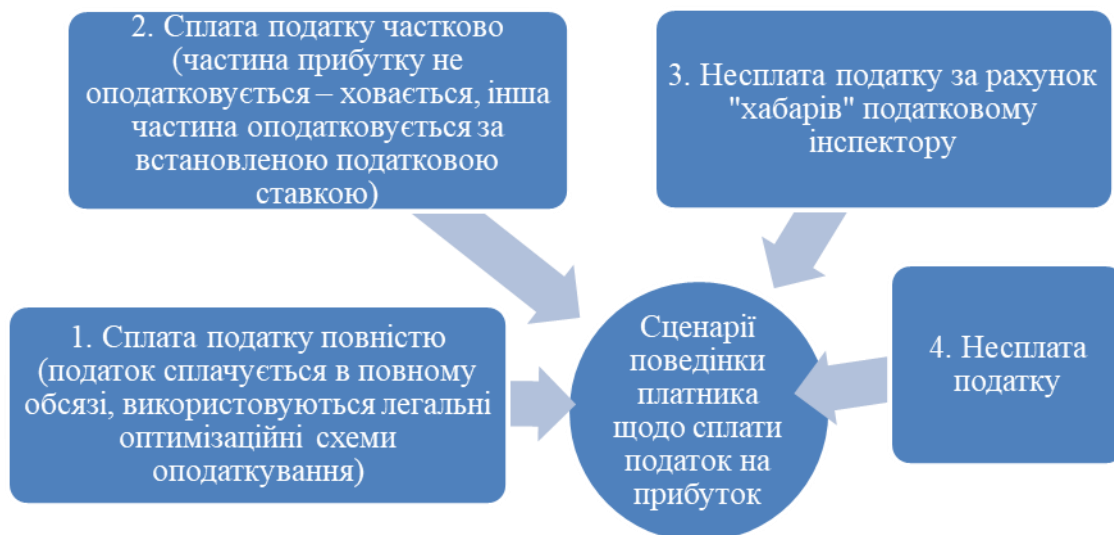 2. Сплата податку частково
(частина прибутку не
оподатковується – ховається, інша
частина оподатковується за
встановленою податковою
ставкою)
3. Несплата податку за рахунок
"хабарів" податковому
інспектору
1. Сплата податку повністю
(податок сплачується в повному
обсязі, використовуються легальні
оптимізаційні схеми
оподаткування)
Сценарії
поведінки
платника
щодо сплати
податок на
прибуток
4. Несплата
податку